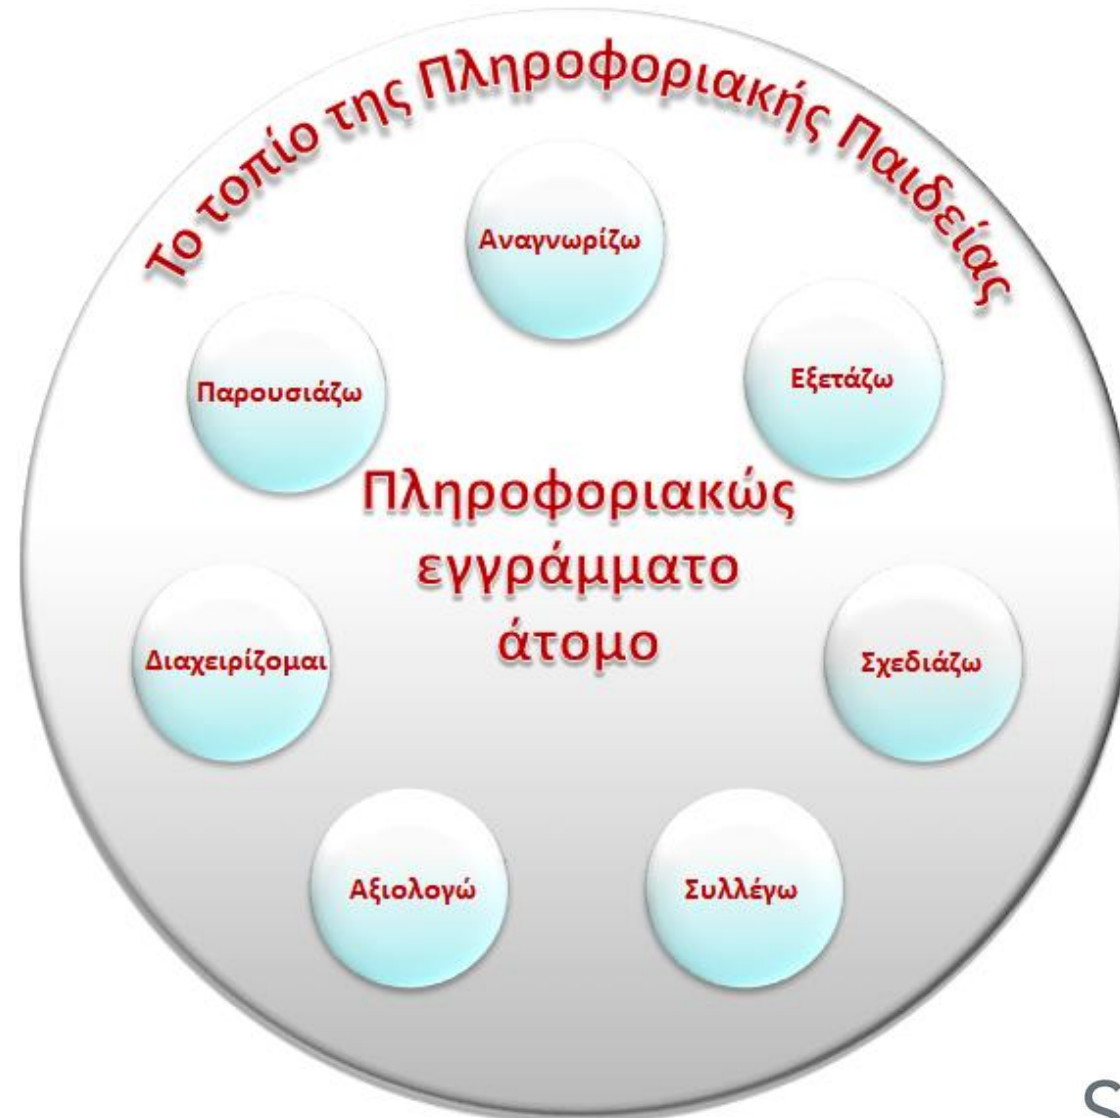 Το τοπίο της Πληροφοριακής Παιδείας
Αναγνωρίζω
Εξετάζω
Παρουσιάζω
Πληροφοριακώς
εγγράμματο
άτομο
Διαχειρίζομαι
Σχεδιάζω
Αξιολογώ
Συλλέγω
S